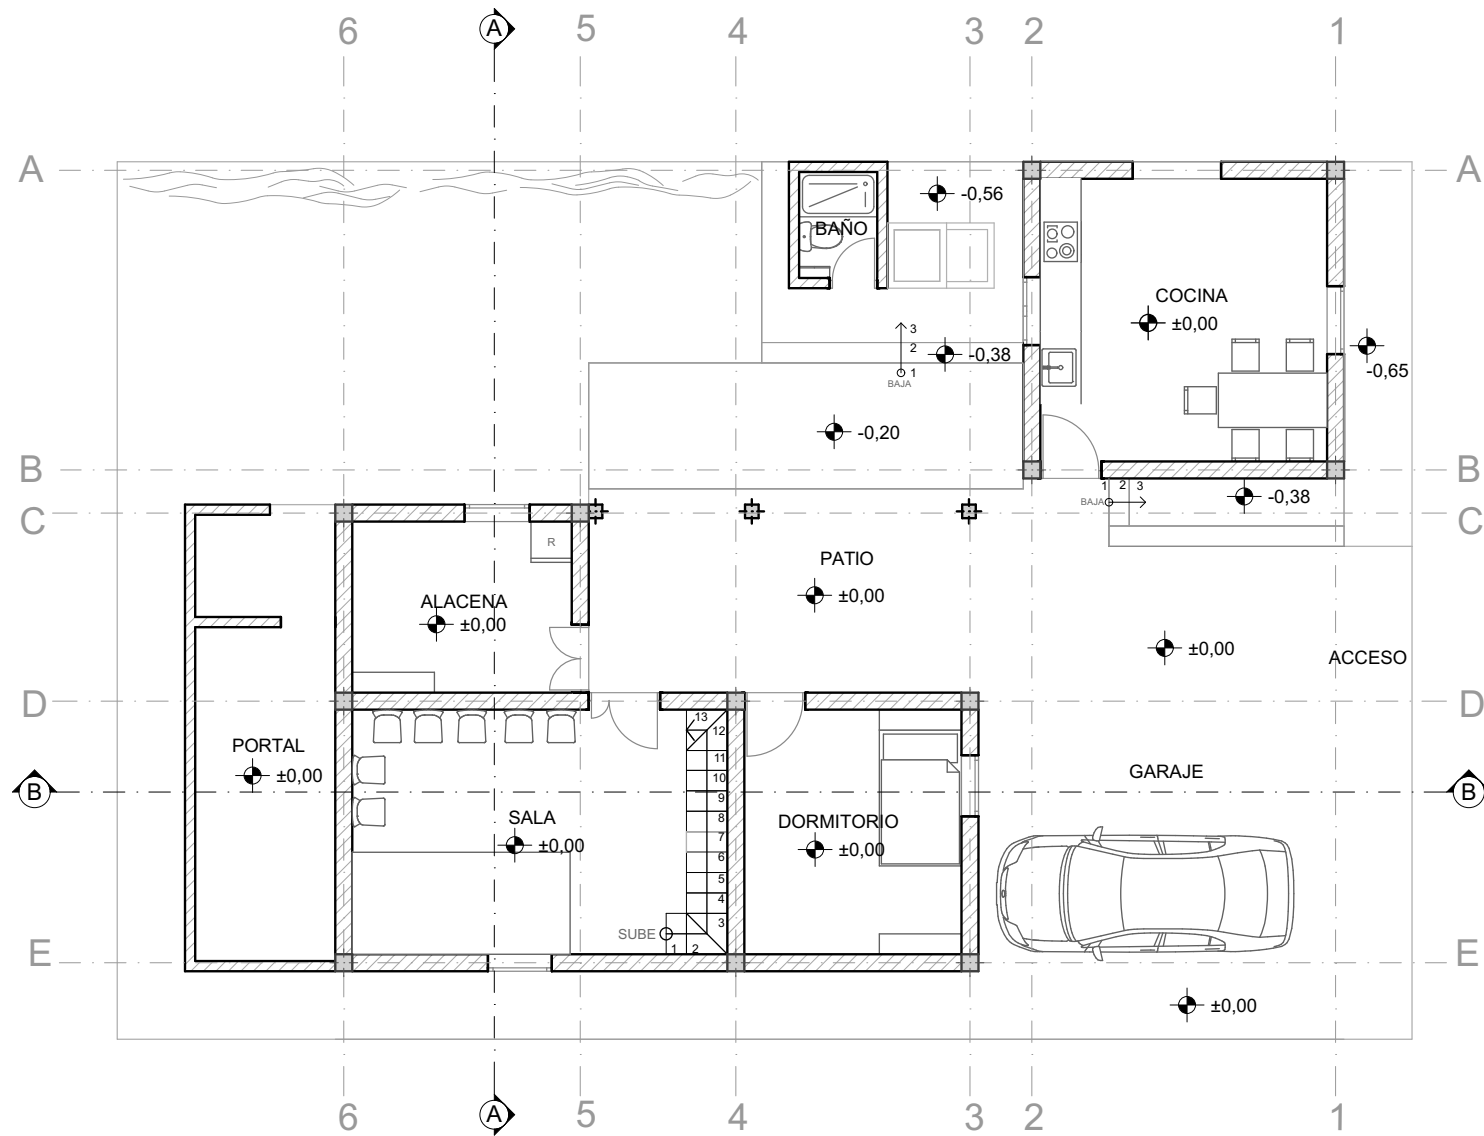 6 A 5 4 3 2 1
A A
-0,56
BAÑO
COCINA
±0,00
3
2
-0,38
1
BAJA
-0,65
-0,20
B B
1 2 3
BAJA
-0,38
C C
R
PATIO
±0,00
ALACENA
±0,00
±0,00
ACCESO
D D
13
12
11
10
9
8
7
6
5
4
3
SUBE
1 2
PORTAL
±0,00
GARAJE
B B
SALA
±0,00
DORMITORIO
±0,00
E E
±0,00
6 A 5 4 3 2 1